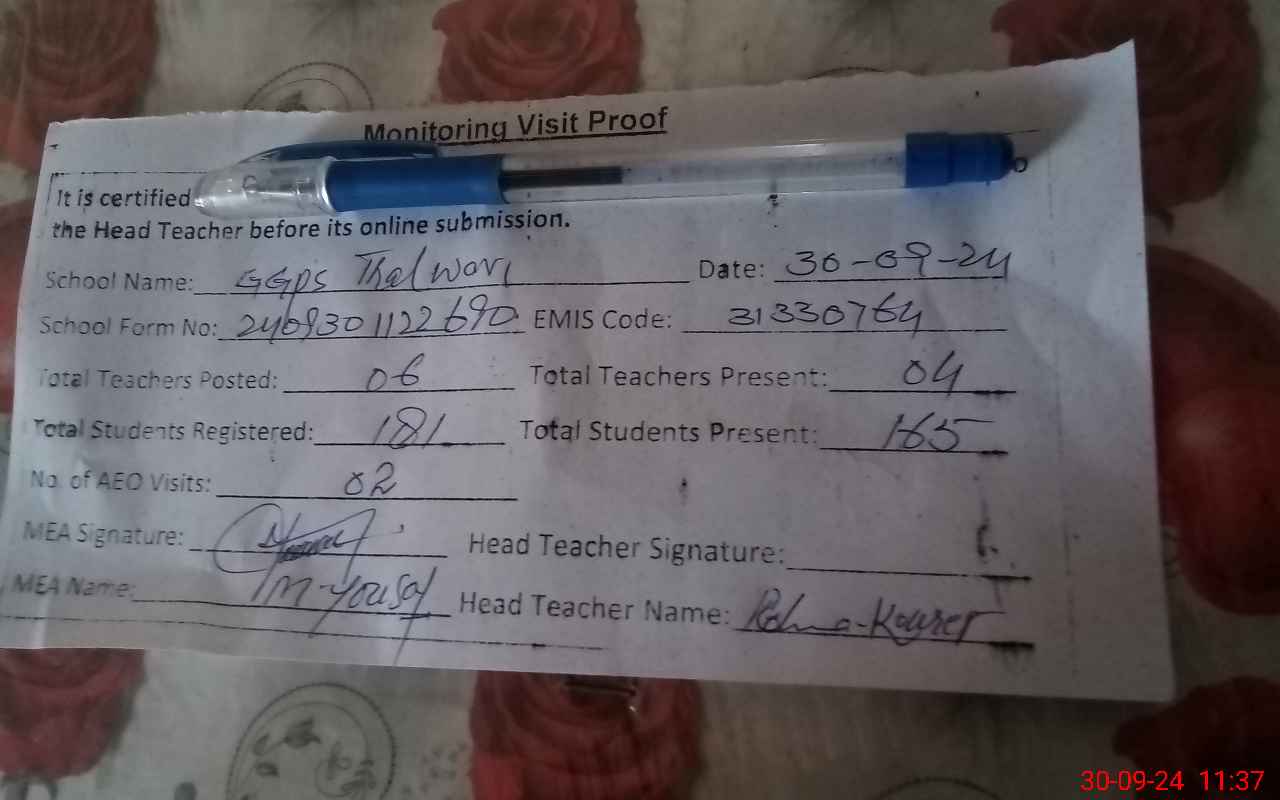 Monitoring Visit Proof
It is certified
the Head Teacher before its online submission.
School Name: GGPS Thalwari Date: 30-09-24
School Form No: 2409301122690 EMIS Code: 31330764
Total Teachers Posted: 06 Total Teachers Present: 04
Total Students Registered: 181 Total Students Present: 165
No. of AEO Visits: 02
MEA Signature: Head Teacher Signature:
MEA Name: M-Yousaf Head Teacher Name:
30-09-24 11:37